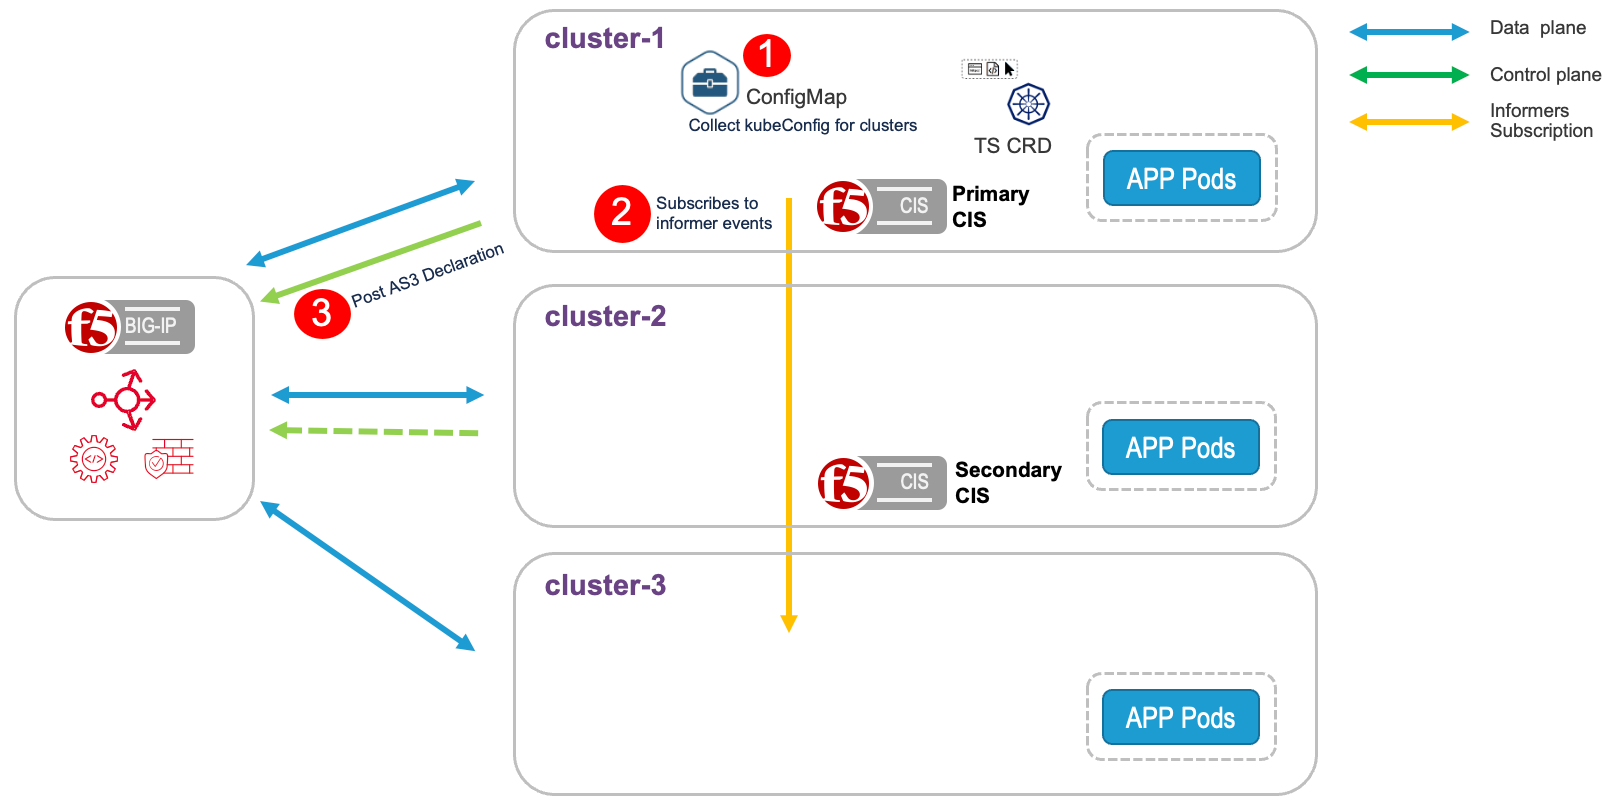 cluster-1
1
ConfigMap
Collect kubeConfig for clusters
TS CRD
APP Pods
2
Subscribes to
informer events
f5
CIS
Primary
CIS
Data plane
Control plane
Informers
Subscription
3
Post AS3 Declaration
f5
BIG-IP
</>
cluster-2
f5
CIS
Secondary
CIS
APP Pods
cluster-3
APP Pods